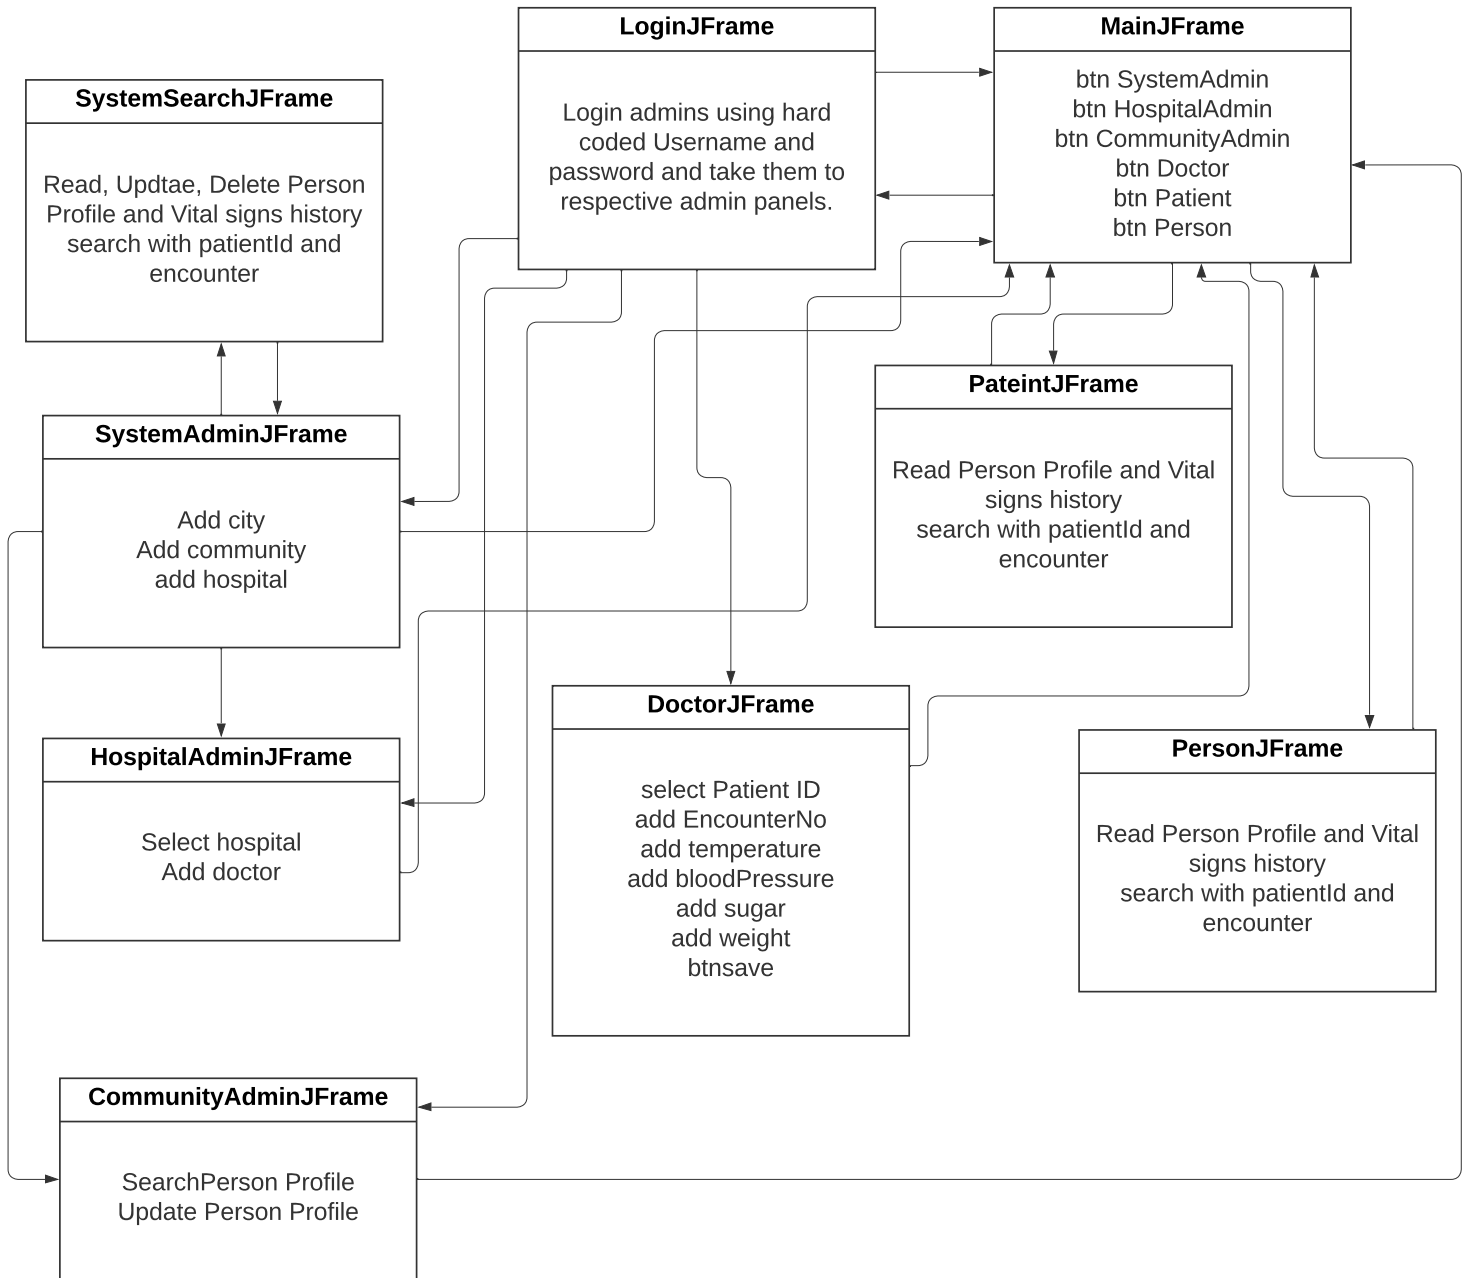 LoginJFrame
Login admins using hard
coded Username and
password and take them to
respective admin panels.
MainJFrame
btn SystemAdmin
btn HospitalAdmin
btn CommunityAdmin
btn Doctor
btn Patient
btn Person
SystemSearchJFrame
Read, Updtae, Delete Person
Profile and Vital signs history
search with patientId and
encounter
PateintJFrame
Read Person Profile and Vital
signs history
search with patientId and
encounter
SystemAdminJFrame
Add city
Add community
add hospital
DoctorJFrame
select Patient ID
add EncounterNo
add temperature
add bloodPressure
add sugar
add weight
btnsave
PersonJFrame
Read Person Profile and Vital
signs history
search with patientId and
encounter
HospitalAdminJFrame
Select hospital
Add doctor
CommunityAdminJFrame
SearchPerson Profile
Update Person Profile